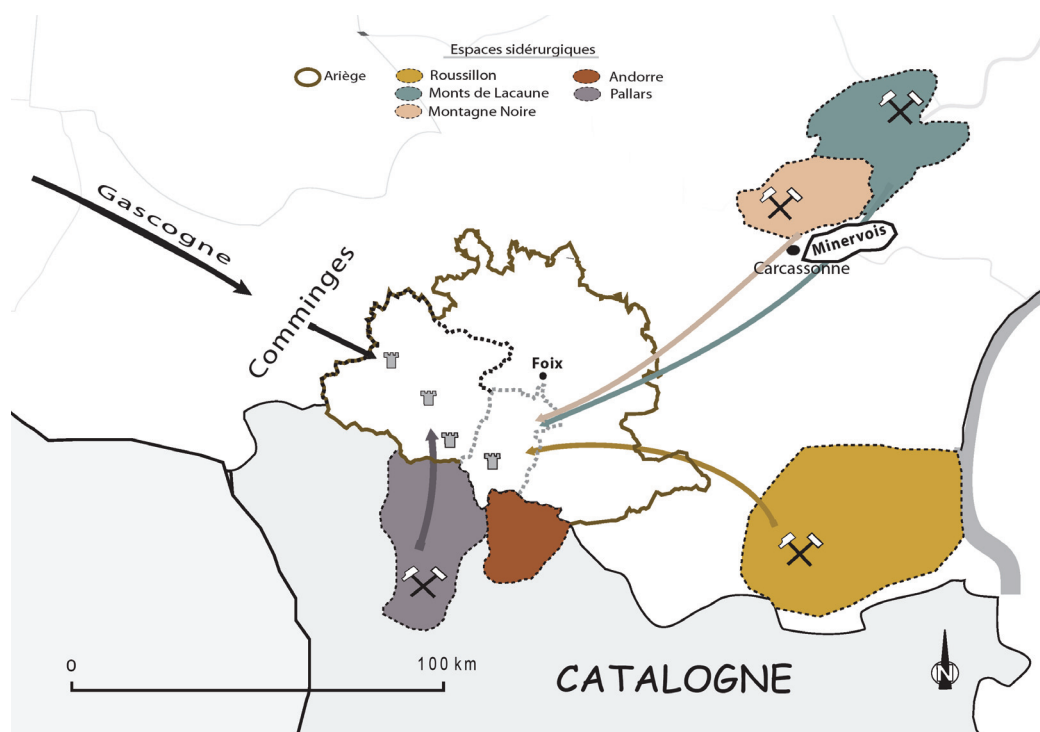 Espaces sidérurgiques
Ariège
Roussillon
Andorre
Monts de Lacaune
Pallars
Montagne Noire
Gascogne
Comminges
Minervois
Carcassonne
Foix
0
100 km
CATALOGNE
N